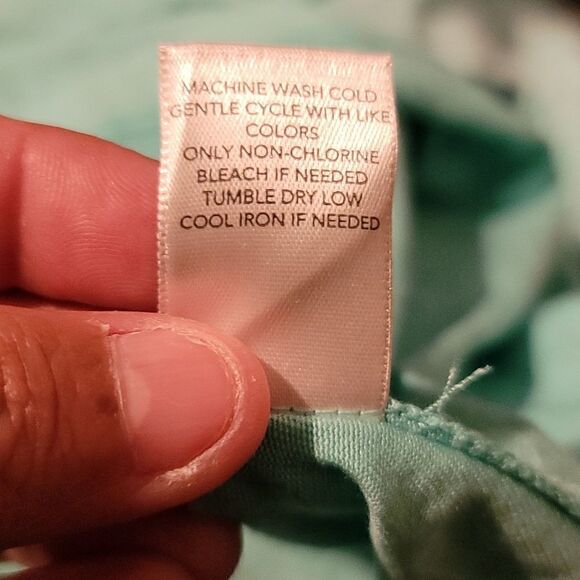 MACHINE WASH COLD
GENTLE CYCLE WITH LIKE
COLORS
ONLY NON-CHLORINE
BLEACH IF NEEDED
TUMBLE DRY LOW
COOL IRON IF NEEDED